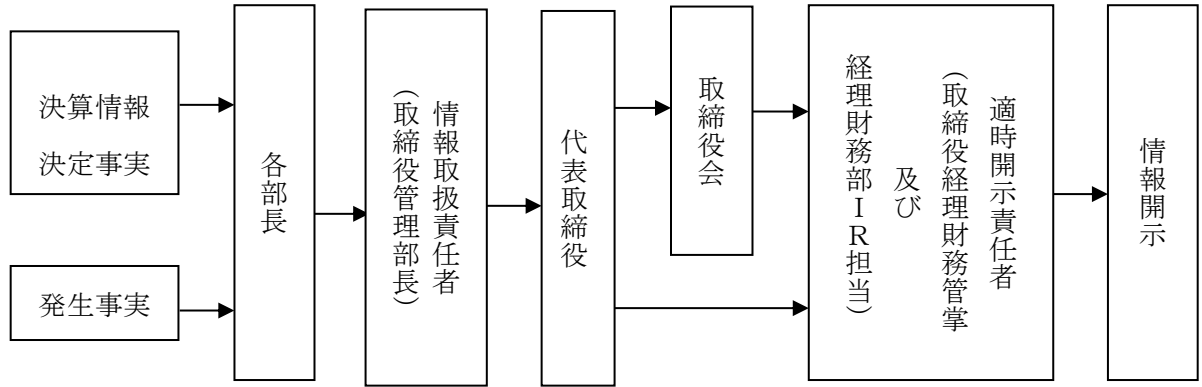 決算情報
決定事実
発生事実
各部長
情報取扱責任者
(取締役管理部長)
代表取締役
取締役会
適時開示責任者
(取締役経理財務管掌
及び
経理財務部IR担当)
情報開示